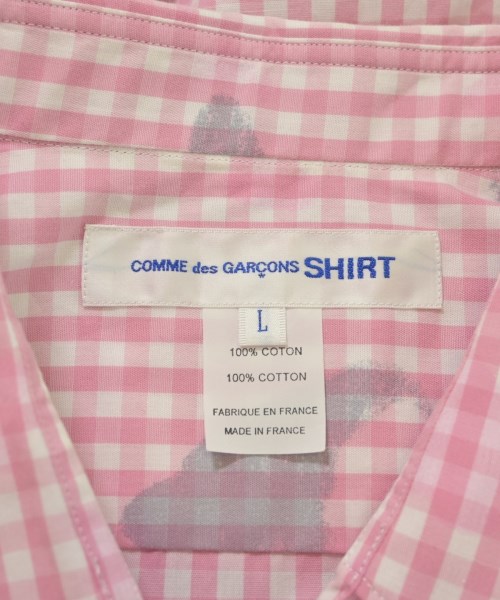 COMME des GARÇONS SHIRT
L
100% COTON
100% COTTON
FABRIQUE EN FRANCE
MADE IN FRANCE